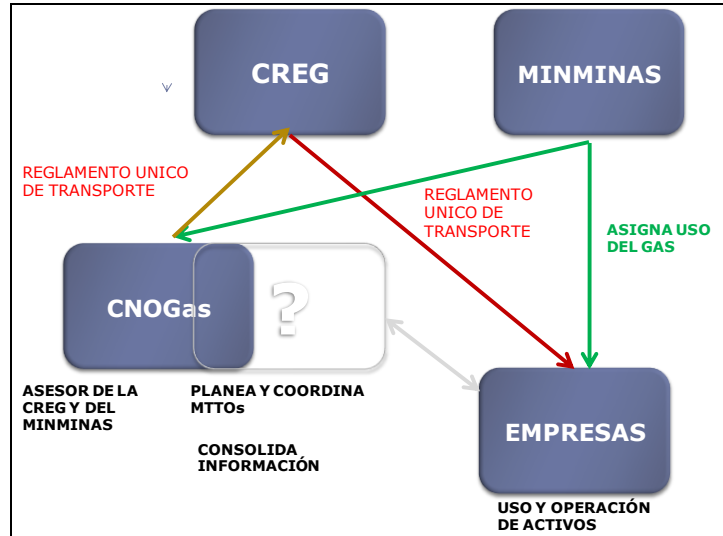 CREG
MINMINAS
REGLAMENTO UNICO
DE TRANSPORTE
REGLAMENTO
UNICO DE
TRANSPORTE
ASIGNA USO
DEL GAS
CNOGas
?
ASESOR DE LA
CREG Y DEL
MINMINAS
PLANEA Y COORDINA
MTTOs
CONSOLIDA
INFORMACIÓN
EMPRESAS
USO Y OPERACIÓN
DE ACTIVOS